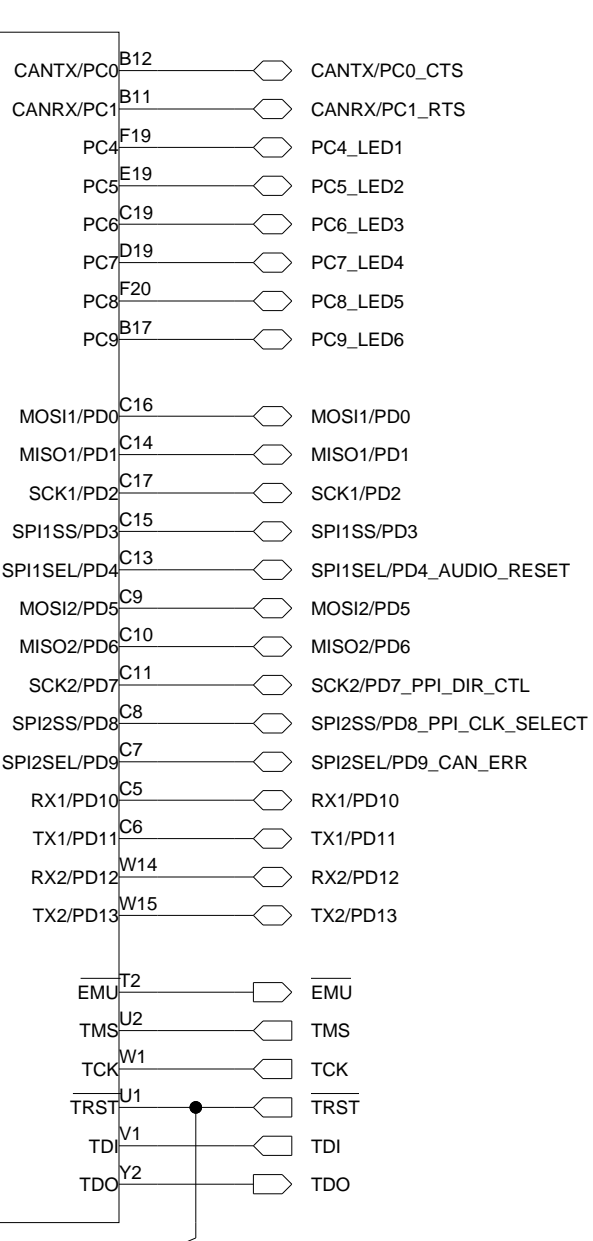 CANTX/PC0 B12 CANTX/PC0_CTS
CANRX/PC1 B11 CANRX/PC1_RTS
PC4 F19 PC4_LED1
PC5 E19 PC5_LED2
PC6 C19 PC6_LED3
PC7 D19 PC7_LED4
PC8 F20 PC8_LED5
PC9 B17 PC9_LED6
MOSI1/PD0 C16 MOSI1/PD0
MISO1/PD1 C14 MISO1/PD1
SCK1/PD2 C17 SCK1/PD2
SPI1SS/PD3 C15 SPI1SS/PD3
SPI1SEL/PD4 C13 SPI1SEL/PD4_AUDIO_RESET
MOSI2/PD5 C9 MOSI2/PD5
MISO2/PD6 C10 MISO2/PD6
SCK2/PD7 C11 SCK2/PD7_PPI_DIR_CTL
SPI2SS/PD8 C8 SPI2SS/PD8_PPI_CLK_SELECT
SPI2SEL/PD9 C7 SPI2SEL/PD9_CAN_ERR
RX1/PD10 C5 RX1/PD10
TX1/PD11 C6 TX1/PD11
RX2/PD12 W14 RX2/PD12
TX2/PD13 W15 TX2/PD13
EMU T2 EMU
TMS U2 TMS
TCK W1 TCK
TRST U1 TRST
TDI V1 TDI
TDO Y2 TDO